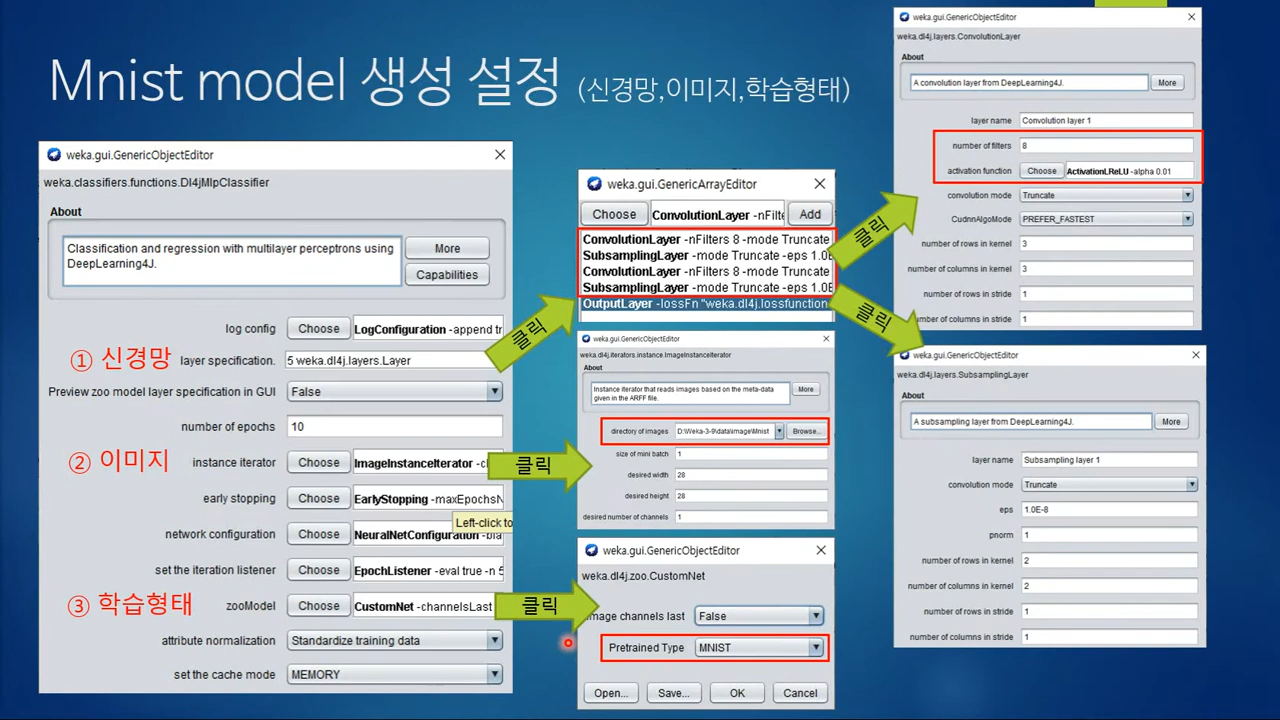 Mnist model 생성 설정 (신경망,이미지,학습형태)
weka.gui.GenericObjectEditor
weka.classifiers.functions.Dl4jMlpClassifier
About
Classification and regression with multilayer perceptrons using
DeepLearning4J.
More
Capabilities
log config Choose LogConfiguration -append tr
① 신경망 layer specification. 5 weka.dl4j.layers.Layer
Preview zoo model layer specification in GUI False
number of epochs 10
② 이미지 instance iterator Choose ImageInstanceIterator
early stopping Choose EarlyStopping -maxEpochsN
Left-click to
network configuration Choose NeuralNetConfiguration
set the iteration listener Choose EpochListener -eval true -n 5
③ 학습형태 zooModel Choose CustomNet -channelsLast
attribute normalization Standardize training data
set the cache mode MEMORY
클릭
클릭
클릭
weka.gui.GenericArrayEditor
Choose ConvolutionLayer -nFilte Add
ConvolutionLayer -nFilters 8 -mode Truncate
SubsamplingLayer -mode Truncate -eps 1.0E
ConvolutionLayer -nFilters 8 -mode Truncate
SubsamplingLayer -mode Truncate -eps 1.0E
OutputLayer -lossFn "weka.dl4j.lossfunction
클릭
클릭
weka.gui.GenericObjectEditor
weka.dl4j.iterators.instance.ImageInstanceIterator
About
Instance iterator that reads images based on the meta-data
given in the ARFF file.
More
directory of images D:\Weka-3-9\data\image\Mnist Browse...
size of mini batch 1
desired width 28
desired height 28
desired number of channels 1
weka.gui.GenericObjectEditor
weka.dl4j.zoo.CustomNet
Image channels last False
Pretrained Type MNIST
Open... Save... OK Cancel
weka.gui.GenericObjectEditor
weka.dl4j.layers.ConvolutionLayer
About
A convolution layer from DeepLearning4J. More
layer name Convolution layer 1
number of filters 8
activation function Choose ActivationLReLU -alpha 0.01
convolution mode Truncate
CudnnAlgoMode PREFER_FASTEST
number of rows in kernel 3
number of columns in kernel 3
number of rows in stride 1
number of columns in stride 1
weka.gui.GenericObjectEditor
weka.dl4j.layers.SubsamplingLayer
About
A subsampling layer from DeepLearning4J. More
layer name Subsampling layer 1
convolution mode Truncate
eps 1.0E-8
pnorm 1
number of rows in kernel 2
number of columns in kernel 2
number of rows in stride 1
number of columns in stride 1